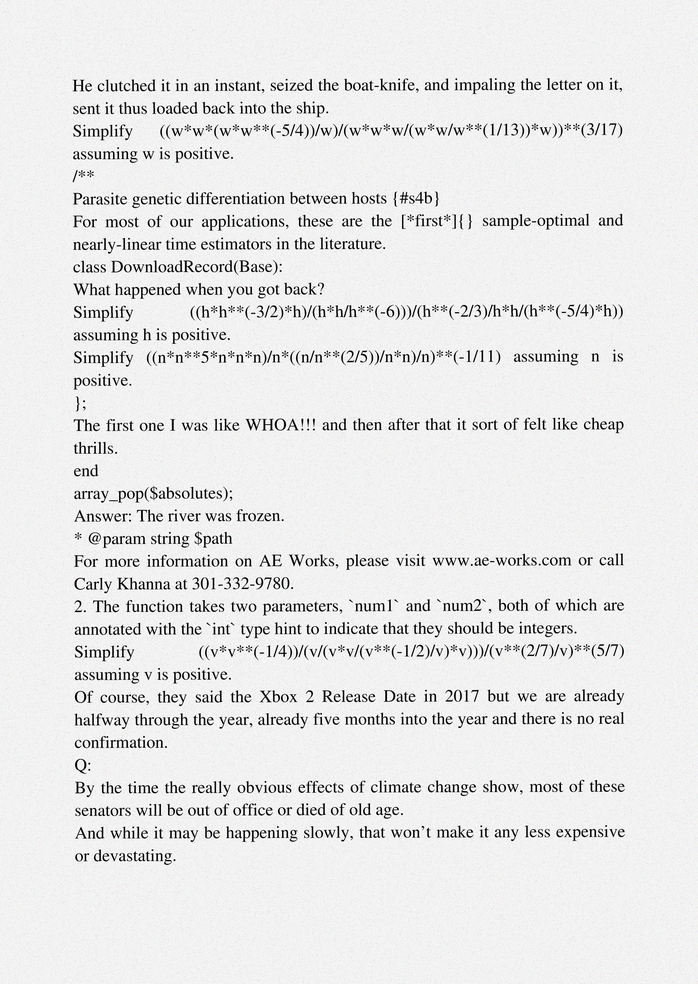 He clutched it in an instant, seized the boat-knife, and impaling the letter on it,
sent it thus loaded back into the ship.
Simplify ((w*w*(w*w**(-5/4))/w)/(w*w*w/(w*w/w**(1/13))*w))**(3/17)
assuming w is positive.
/**
Parasite genetic differentiation between hosts {#s4b}
For most of our applications, these are the [*first*]{} sample-optimal and
nearly-linear time estimators in the literature.
class DownloadRecord(Base):
What happened when you got back?
Simplify ((h*h**(-3/2)*h)/(h*h/h**(-6)))/(h**(-2/3)/h*h/(h**(-5/4)*h))
assuming h is positive.
Simplify ((n*n**5*n*n*n)/n*((n/n**(2/5))/n*n)/n)**(-1/11) assuming n is
positive.
};
The first one I was like WHOA!!! and then after that it sort of felt like cheap
thrills.
end
array_pop($absolutes);
Answer: The river was frozen.
* @param string $path
For more information on AE Works, please visit www.ae-works.com or call
Carly Khanna at 301-332-9780.
2. The function takes two parameters, `num1` and `num2`, both of which are
annotated with the `int` type hint to indicate that they should be integers.
Simplify ((v*v**(-1/4))/(v/(v*v/(v**(-1/2)/v)*v)))/(v**(2/7)/v)**(5/7)
assuming v is positive.
Of course, they said the Xbox 2 Release Date in 2017 but we are already
halfway through the year, already five months into the year and there is no real
confirmation.
Q:
By the time the really obvious effects of climate change show, most of these
senators will be out of office or died of old age.
And while it may be happening slowly, that won't make it any less expensive
or devastating.